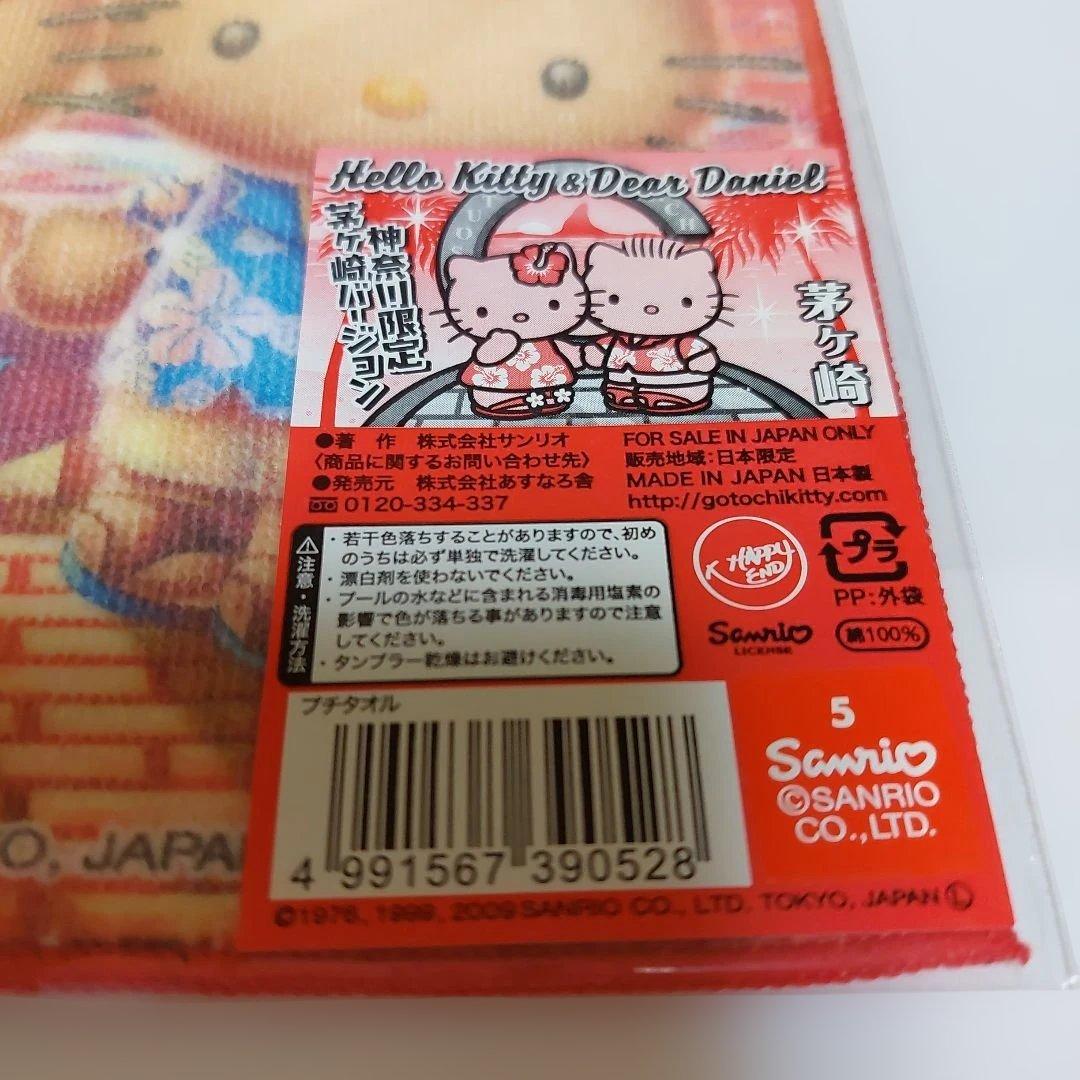 Hello Kitty & Dear Daniel
神奈川限定
茅ヶ崎バージョン
茅ヶ崎
●著 作 株式会社サンリオ
〈商品に関するお問い合わせ先〉
●発売元 株式会社あすなろ舎
0120-334-337
FOR SALE IN JAPAN ONLY
販売地域:日本限定
MADE IN JAPAN 日本製
http://gotochikitty.com
注意・洗濯方法
・若干色落ちすることがありますので、初め
のうちは必ず単独で洗濯してください。
・漂白剤を使わないでください。
・プールの水などに含まれる消毒用塩素の
影響で色が落ちる事がありますので注意
してください。
・タンブラー乾燥はお避けください。
HAPPY
END
プラ
PP:外袋
Sanrio
LICENSE
綿100%
プチタオル
4 991567 390528
5
Sanrio
©SANRIO
CO.,LTD.
©1976, 1999, 2009 SANRIO CO., LTD. TOKYO, JAPAN Ⓛ
O, JAPAN